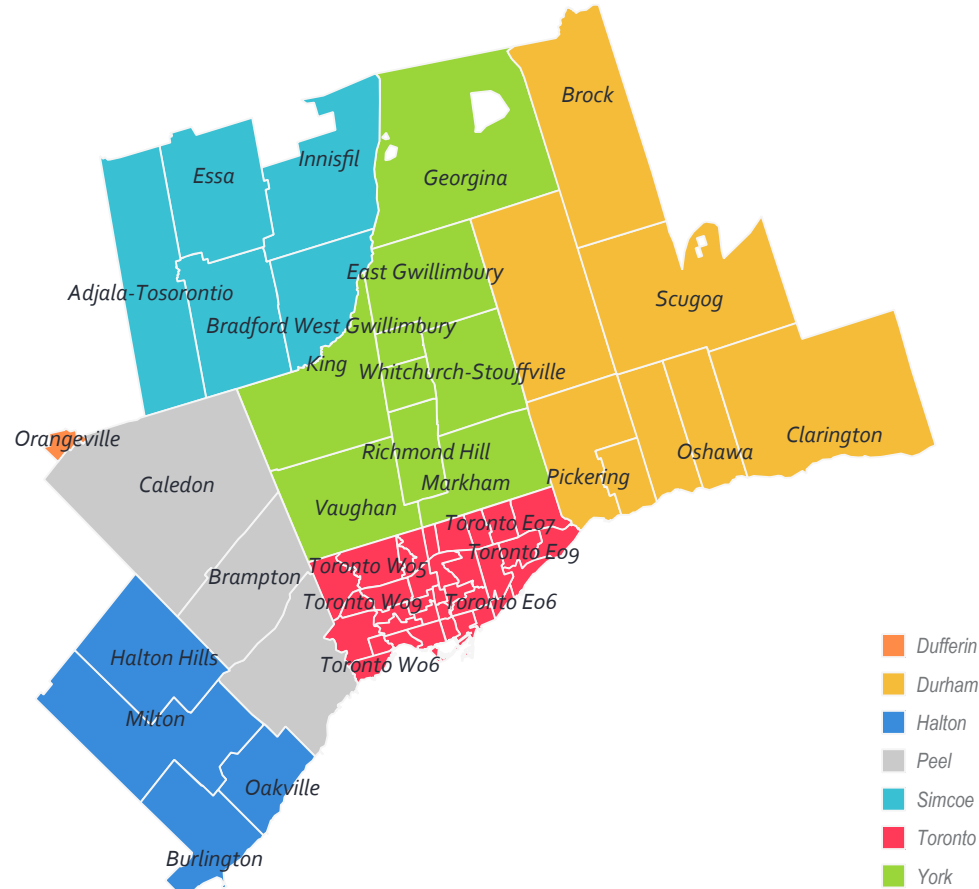 Brock
Innisfil
Essa
Georgina
East Gwillimbury
Adjala-Tosorontio
Scugog
Bradford West Gwillimbury
King
Whitchurch-Stouffville
Orangeville
Clarington
Richmond Hill
Oshawa
Pickering
Caledon
Markham
Vaughan
Toronto E07
Toronto E09
Toronto W05
Brampton
Toronto W09
Toronto E06
Halton Hills
Toronto W06
Milton
Oakville
Burlington
Dufferin
Durham
Halton
Peel
Simcoe
Toronto
York